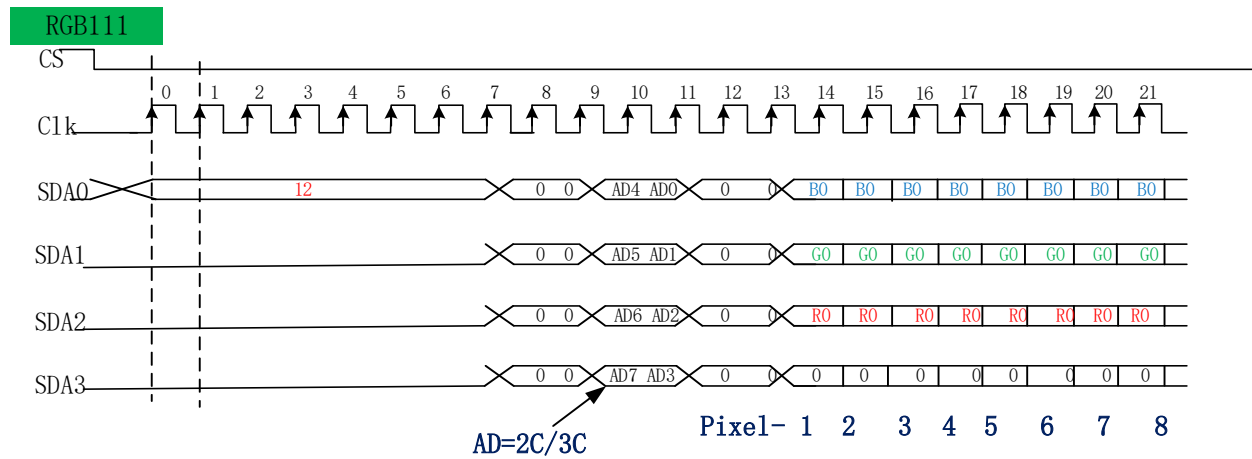 RGB111
CS
0 1 2 3 4 5 6 7 8 9 10 11 12 13 14 15 16 17 18 19 20 21
Clk
SDA0 12 0 0 AD4 AD0 0 0 B0 B0 B0 B0 B0 B0 B0 B0
SDA1 0 0 AD5 AD1 0 0 G0 G0 G0 G0 G0 G0 G0 G0
SDA2 0 0 AD6 AD2 0 0 R0 R0 R0 R0 R0 R0 R0 R0
SDA3 0 0 AD7 AD3 0 0 0 0 0 0 0 0 0 0
Pixel- 1 2 3 4 5 6 7 8
AD=2C/3C